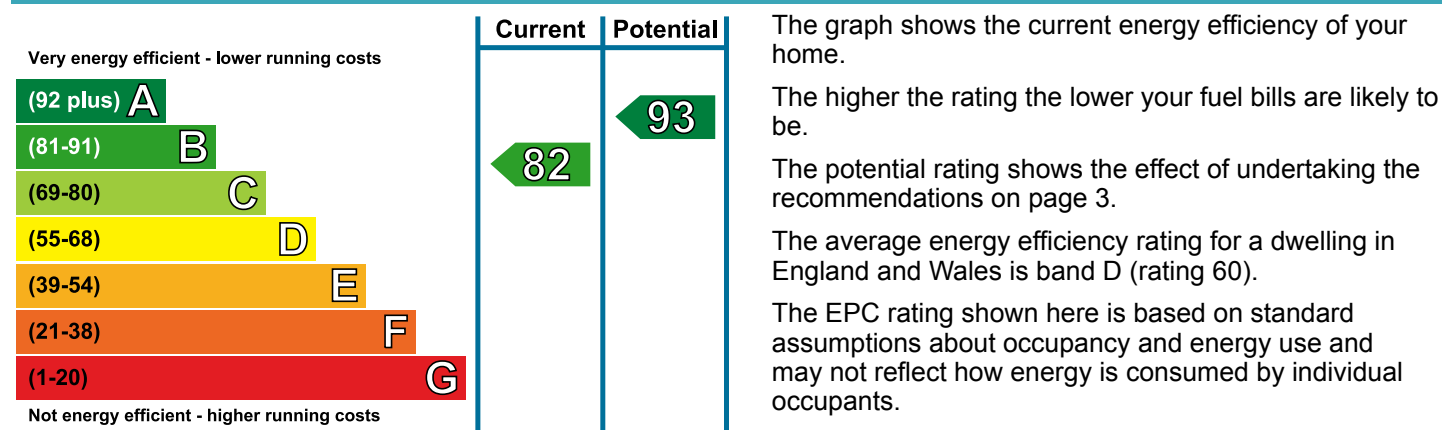 Current Potential
Very energy efficient - lower running costs
(92 plus) A
(81-91) B
(69-80) C
(55-68) D
(39-54) E
(21-38) F
(1-20) G
Not energy efficient - higher running costs
82
93
The graph shows the current energy efficiency of your
home.
The higher the rating the lower your fuel bills are likely to
be.
The potential rating shows the effect of undertaking the
recommendations on page 3.
The average energy efficiency rating for a dwelling in
England and Wales is band D (rating 60).
The EPC rating shown here is based on standard
assumptions about occupancy and energy use and
may not reflect how energy is consumed by individual
occupants.